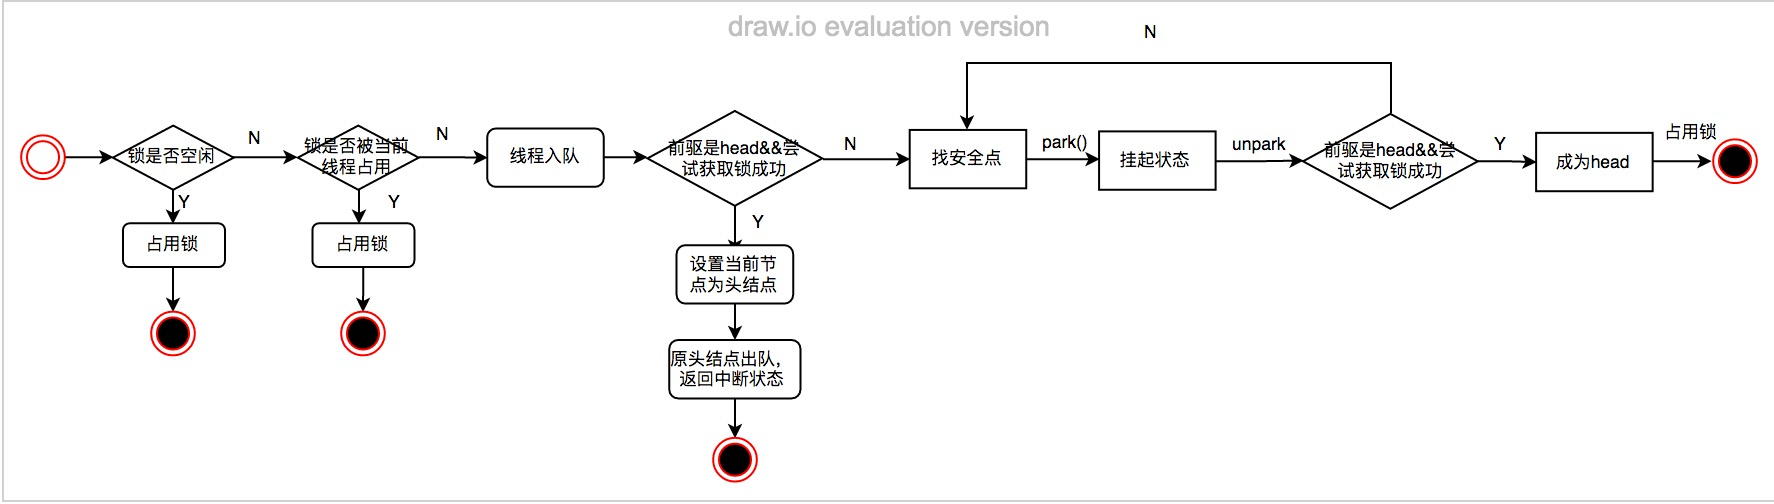 draw.io evaluation version
N
锁是否空闲
N
锁是否被当前
线程占用
N
线程入队
前驱是head&&尝
试获取锁成功
N
找安全点
park()
挂起状态
unpark
前驱是head&&尝
试获取锁成功
Y
成为head
占用锁
Y
占用锁
Y
占用锁
Y
设置当前节
点为头结点
原头结点出队，
返回中断状态